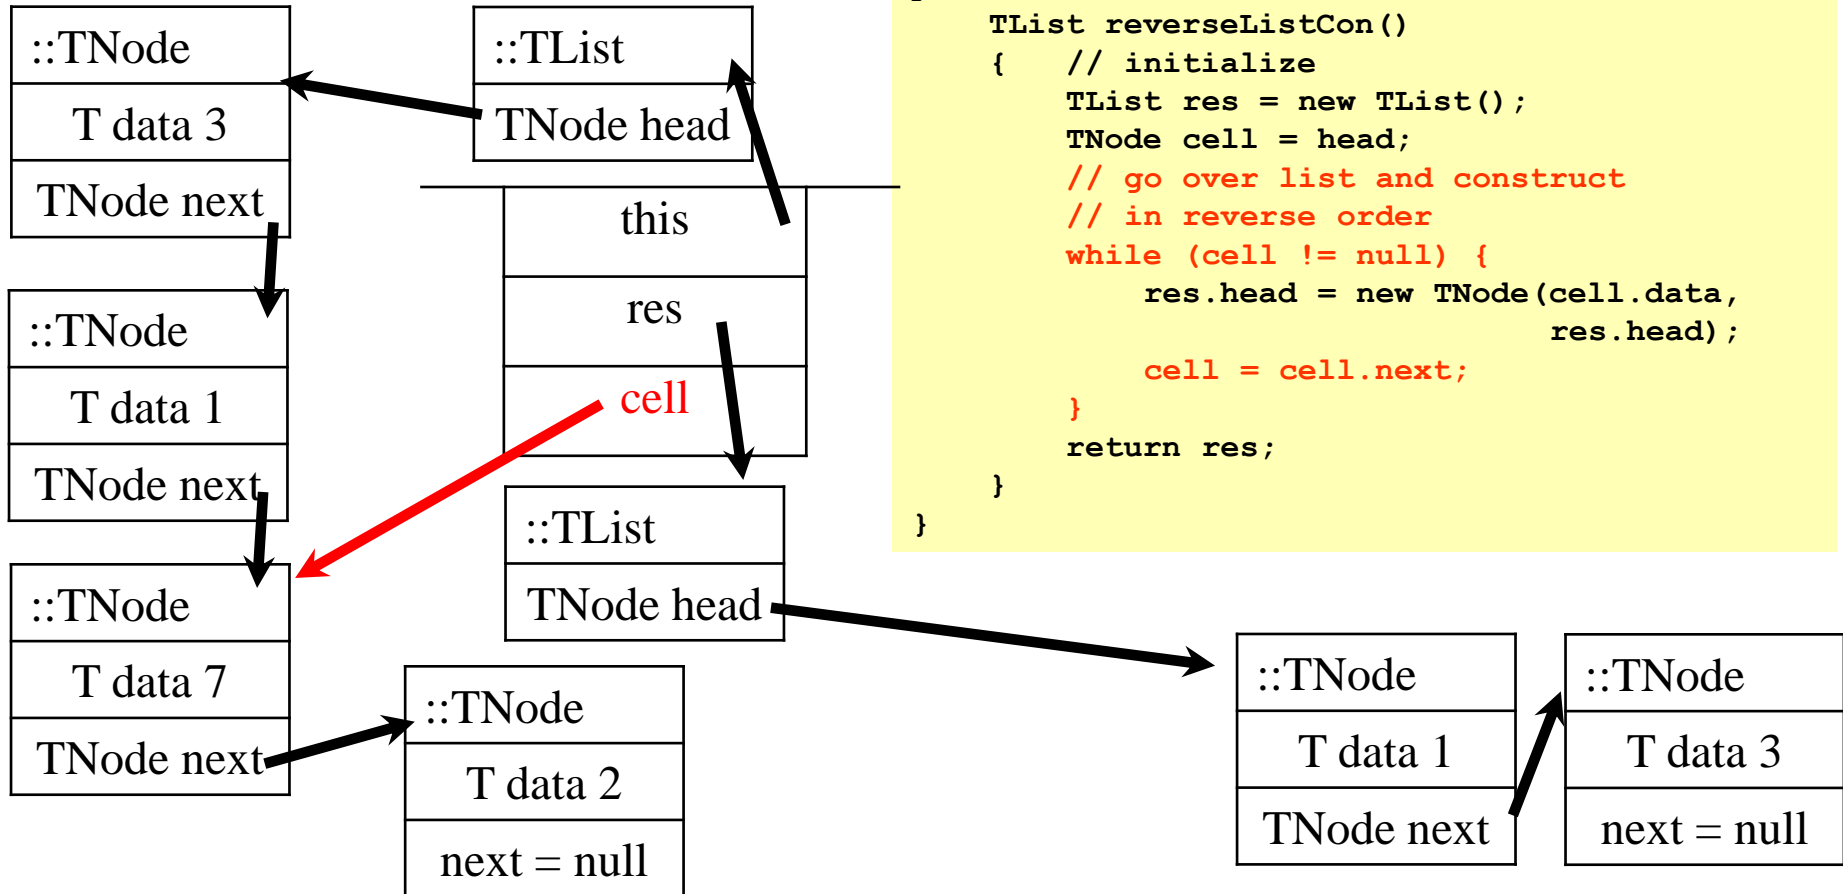 ::TNode
T data 3
TNode next
::TNode
T data 1
TNode next
::TNode
T data 7
TNode next
::TNode
T data 2
next = null
::TList
TNode head
this
res
cell
::TList
TNode head
TList reverseListCon()
{ // initialize
TList res = new TList();
TNode cell = head;
// go over list and construct
// in reverse order
while (cell != null) {
res.head = new TNode(cell.data,
res.head);
cell = cell.next;
}
return res;
}
}
::TNode
T data 1
TNode next
::TNode
T data 3
next = null